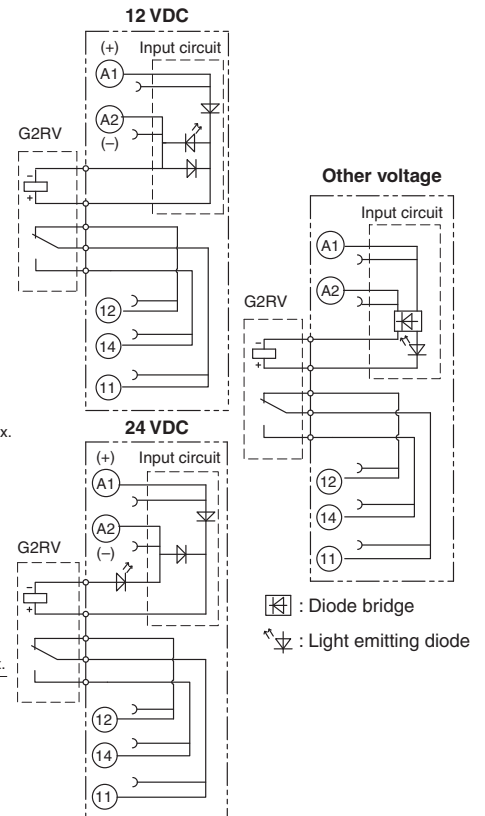 12 VDC
(+) Input circuit
A1
A2
(–)
G2RV
–
+
12
14
11
Other voltage
Input circuit
A1
A2
G2RV
–
+
12
14
11
x.
24 VDC
(+) Input circuit
A1
A2
(–)
G2RV
–
+
t.
12
14
11
: Diode bridge
: Light emitting diode